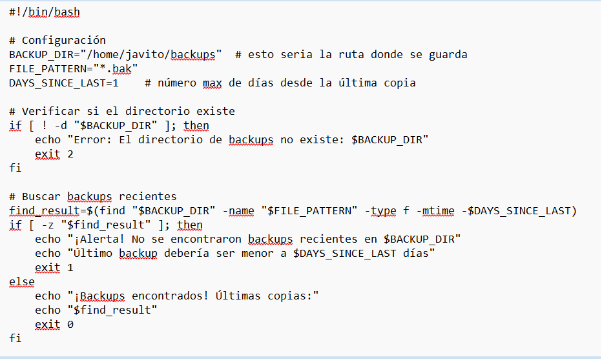 #!/bin/bash
# Configuración
BACKUP_DIR="/home/javito/backups"  # esto seria la ruta donde se guarda
FILE_PATTERN="*.bak"
DAYS_SINCE_LAST=1    # número max de días desde la última copia
# Verificar si el directorio existe
if [ ! -d "$BACKUP_DIR" ]; then
    echo "Error: El directorio de backups no existe: $BACKUP_DIR"
    exit 2
fi
# Buscar backups recientes
find_result=$(find "$BACKUP_DIR" -name "$FILE_PATTERN" -type f -mtime -$DAYS_SINCE_LAST)
if [ -z "$find_result" ]; then
    echo "¡Alerta! No se encontraron backups recientes en $BACKUP_DIR"
    echo "Último backup debería ser menor a $DAYS_SINCE_LAST días"
    exit 1
else
    echo "¡Backups encontrados! Últimas copias:"
    echo "$find_result"
    exit 0
fi